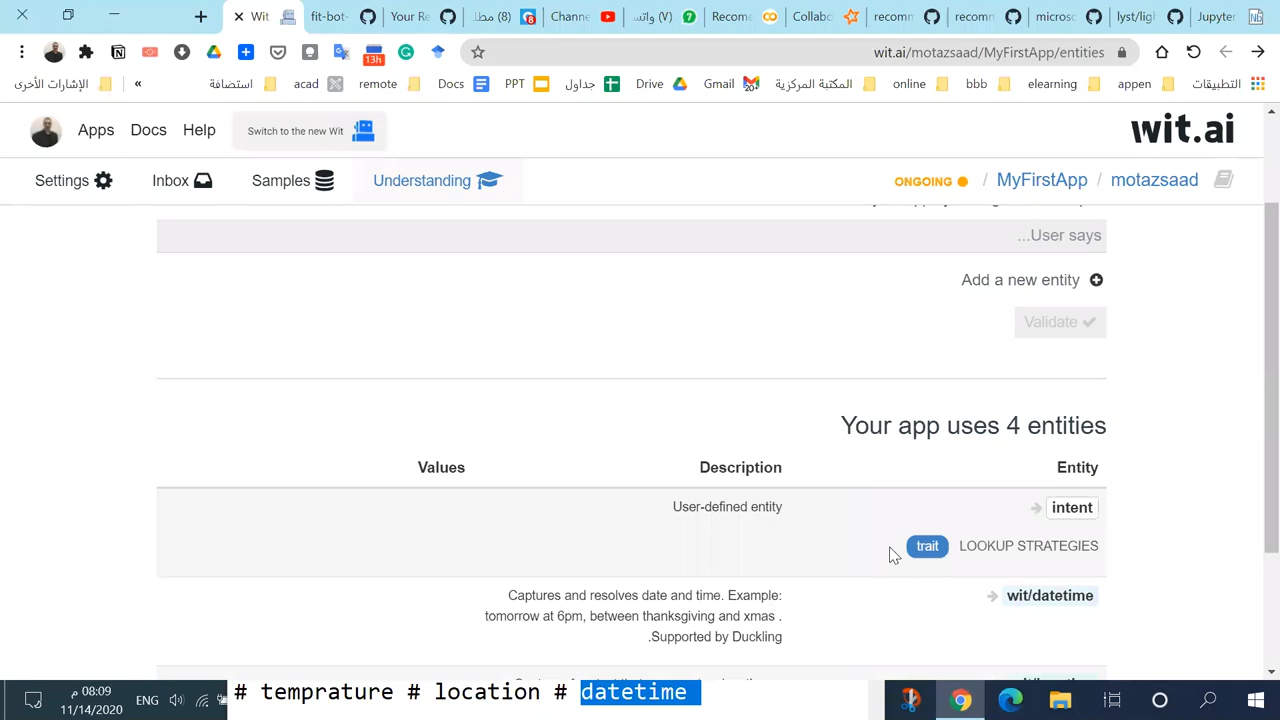 Wit
fit-bot
Your Re
(8) مطا
Channe
(V) واتس
Recome
Collabo
recomm
recomm
microsc
lyst/ligl
Jupyter
13h
wit.ai/motazsaad/MyFirstApp/entities
الإشارات الأخرى
«
استضافة
acad
remote
Docs
PPT
جداول
Drive
Gmail
20+
المكتبة المركزية
online
bbb
elearning
appen
التطبيقات
Apps
Docs
Help
Switch to the new Wit
wit.ai
Settings
Inbox
Samples
Understanding
ONGOING
/ MyFirstApp / motazsaad
...User says
Add a new entity
Validate
Your app uses 4 entities
Values
Description
Entity
User-defined entity
intent
trait
LOOKUP STRATEGIES
Captures and resolves date and time. Example:
tomorrow at 6pm, between thanksgiving and xmas .
.Supported by Duckling
wit/datetime
08:09 م
11/14/2020
ENG
# temprature # location # datetime